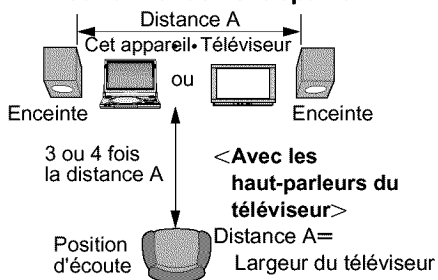 Distance A
Cet appareil• Téléviseur
ou
Enceinte
Enceinte
3 ou 4 fois
la distance A
<Avec les
haut-parleurs du
téléviseur>
Distance A=
Largeur du téléviseur
Position
d'écoute